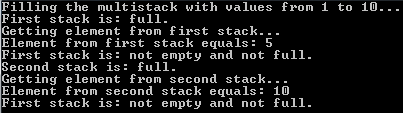 Filling the multistack with values from 1 to 10...
First stack is: full.
Getting element from first stack...
Element from first stack equals: 5
First stack is: not empty and not full.
Second stack is: full.
Getting element from second stack...
Element from second stack equals: 10
First stack is: not empty and not full.